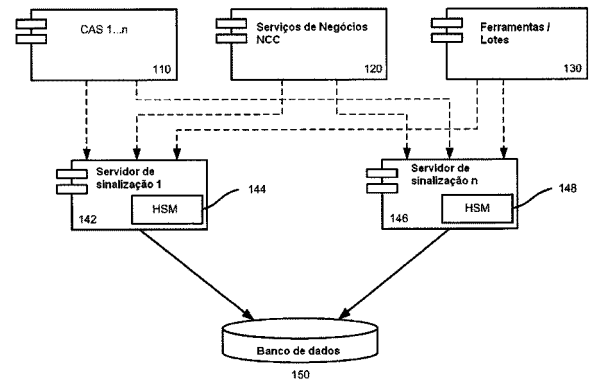 CAS 1...n
110
Serviços de Negócios
NCC
120
Ferramentas /
Lotes
130
Servidor de
sinalização 1
HSM
142
144
Servidor de
sinalização n
HSM
146
148
Banco de dados
150